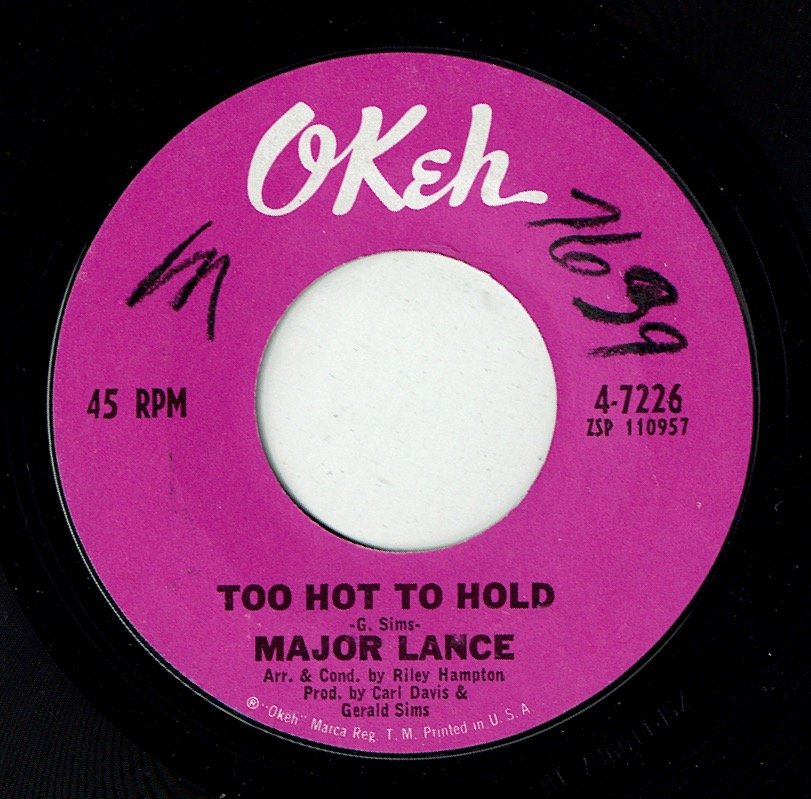 OKeh
M
45 RPM
4-7226
ZSP 110957
TOO HOT TO HOLD
-G. Sims-
MAJOR LANCE
Arr. & Cond. by Riley Hampton
Prod. by Carl Davis &
Gerald Sims
® "Okeh" Marca Reg. T. M. Printed in U. S. A.